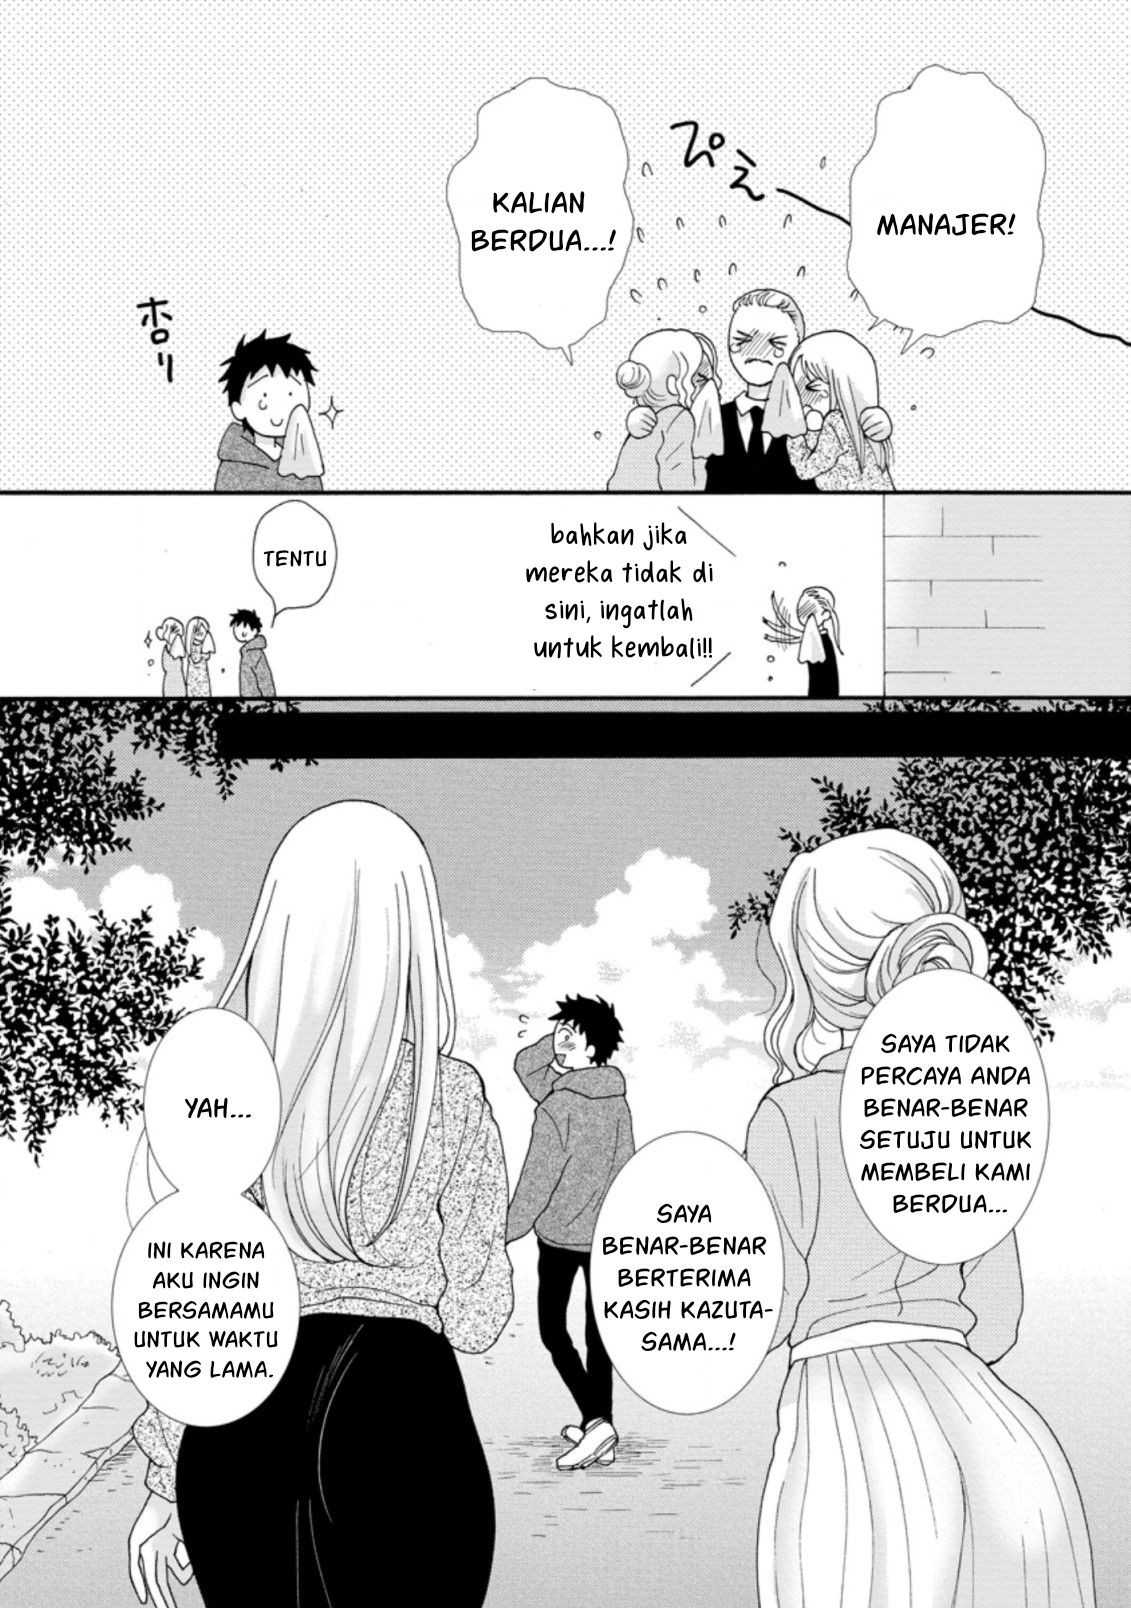 MANAJER!
ぴえ
KALIAN
BERDUA...!
ホロリ
bahkan jika
mereka tidak di
sini, ingatlah
untuk kembali!!
TENTU
SAYA TIDAK
PERCAYA ANDA
BENAR-BENAR
SETUJU UNTUK
MEMBELI KAMI
BERDUA...
SAYA
BENAR-BENAR
BERTERIMA
KASIH KAZUTA-
SAMA...!
YAH...
INI KARENA
AKU INGIN
BERSAMAMU
UNTUK WAKTU
YANG LAMA.